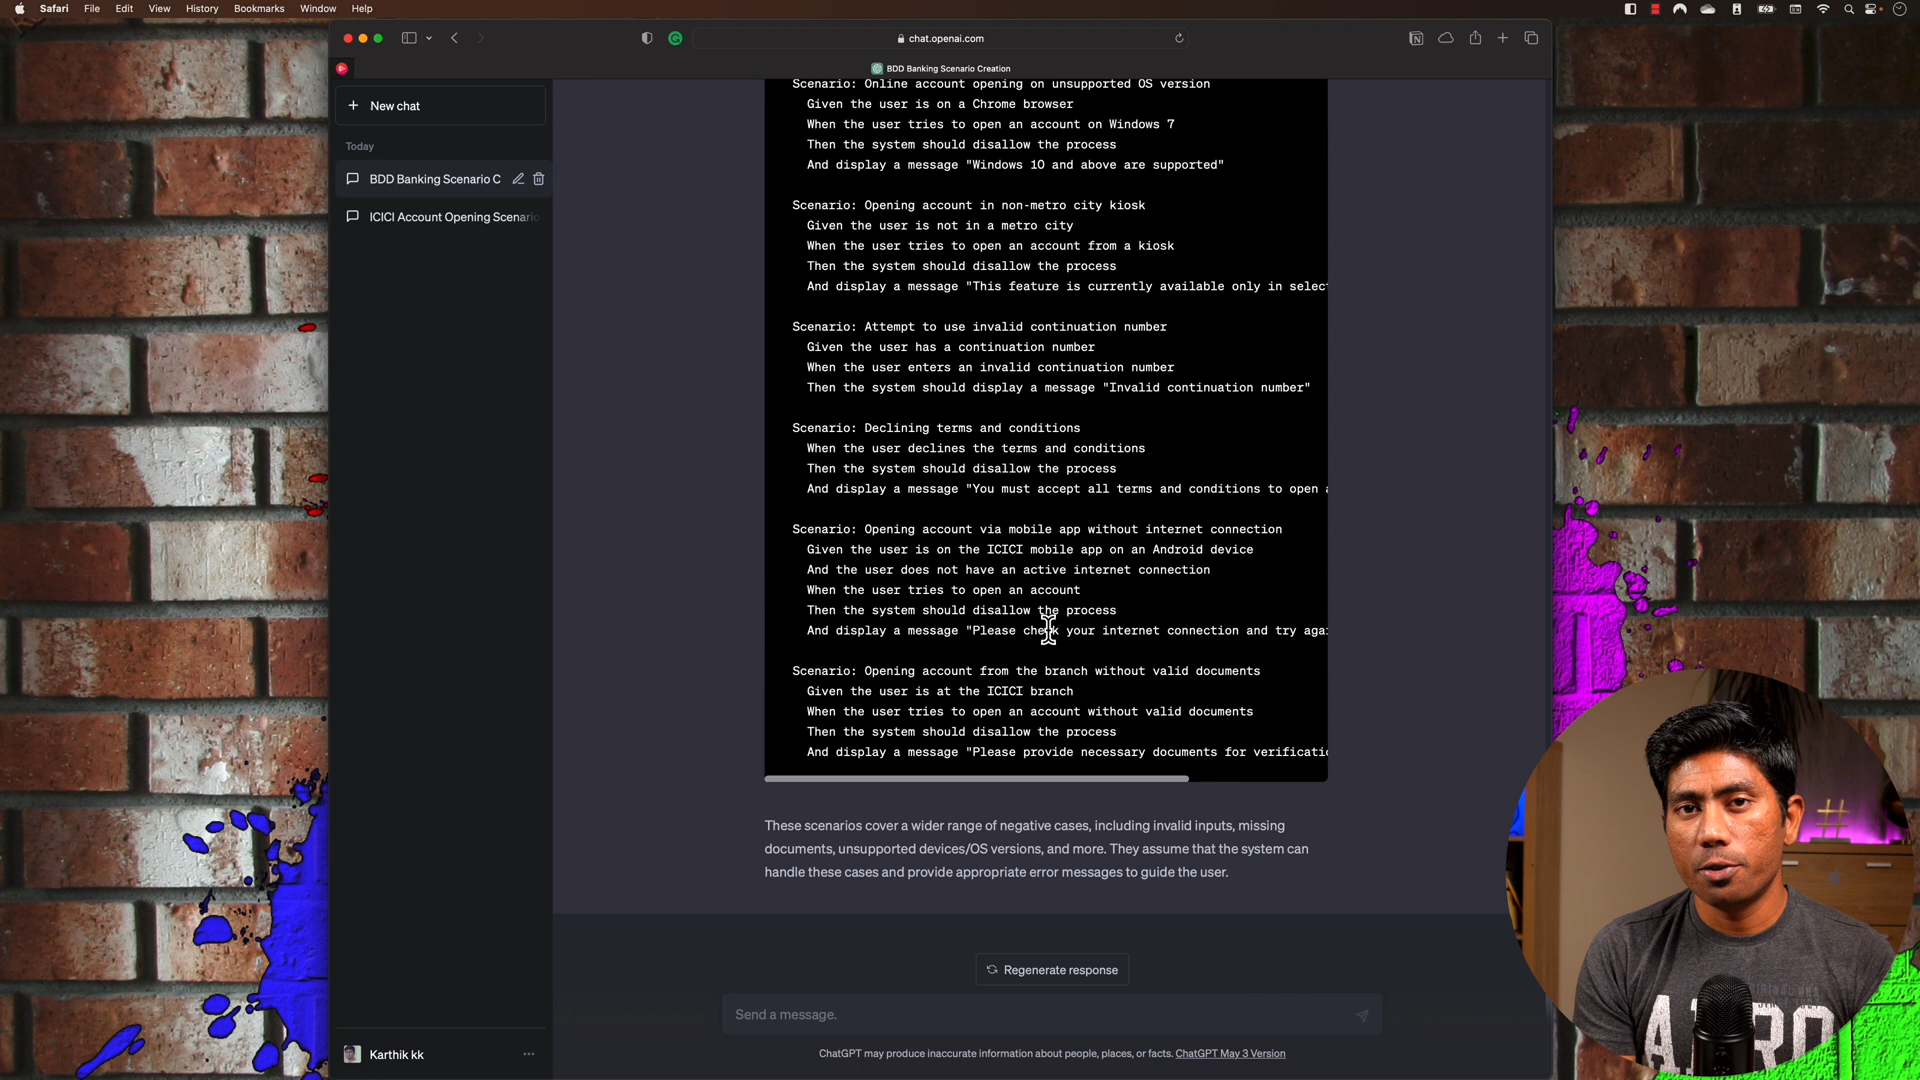 Safari File Edit View History Bookmarks Window Help
chat.openai.com
BDD Banking Scenario Creation
New chat
Today
BDD Banking Scenario C
ICICI Account Opening Scenario
Scenario: Online account opening on unsupported OS version
Given the user is on a Chrome browser
When the user tries to open an account on Windows 7
Then the system should disallow the process
And display a message "Windows 10 and above are supported"
Scenario: Opening account in non-metro city kiosk
Given the user is not in a metro city
When the user tries to open an account from a kiosk
Then the system should disallow the process
And display a message "This feature is currently available only in select
Scenario: Attempt to use invalid continuation number
Given the user has a continuation number
When the user enters an invalid continuation number
Then the system should display a message "Invalid continuation number"
Scenario: Declining terms and conditions
When the user declines the terms and conditions
Then the system should disallow the process
And display a message "You must accept all terms and conditions to open a
Scenario: Opening account via mobile app without internet connection
Given the user is on the ICICI mobile app on an Android device
And the user does not have an active internet connection
When the user tries to open an account
Then the system should disallow the process
And display a message "Please check your internet connection and try agai
Scenario: Opening account from the branch without valid documents
Given the user is at the ICICI branch
When the user tries to open an account without valid documents
Then the system should disallow the process
And display a message "Please provide necessary documents for verificatio
These scenarios cover a wider range of negative cases, including invalid inputs, missing
documents, unsupported devices/OS versions, and more. They assume that the system can
handle these cases and provide appropriate error messages to guide the user.
Regenerate response
Send a message.
ChatGPT may produce inaccurate information about people, places, or facts. ChatGPT May 3 Version
Karthik kk